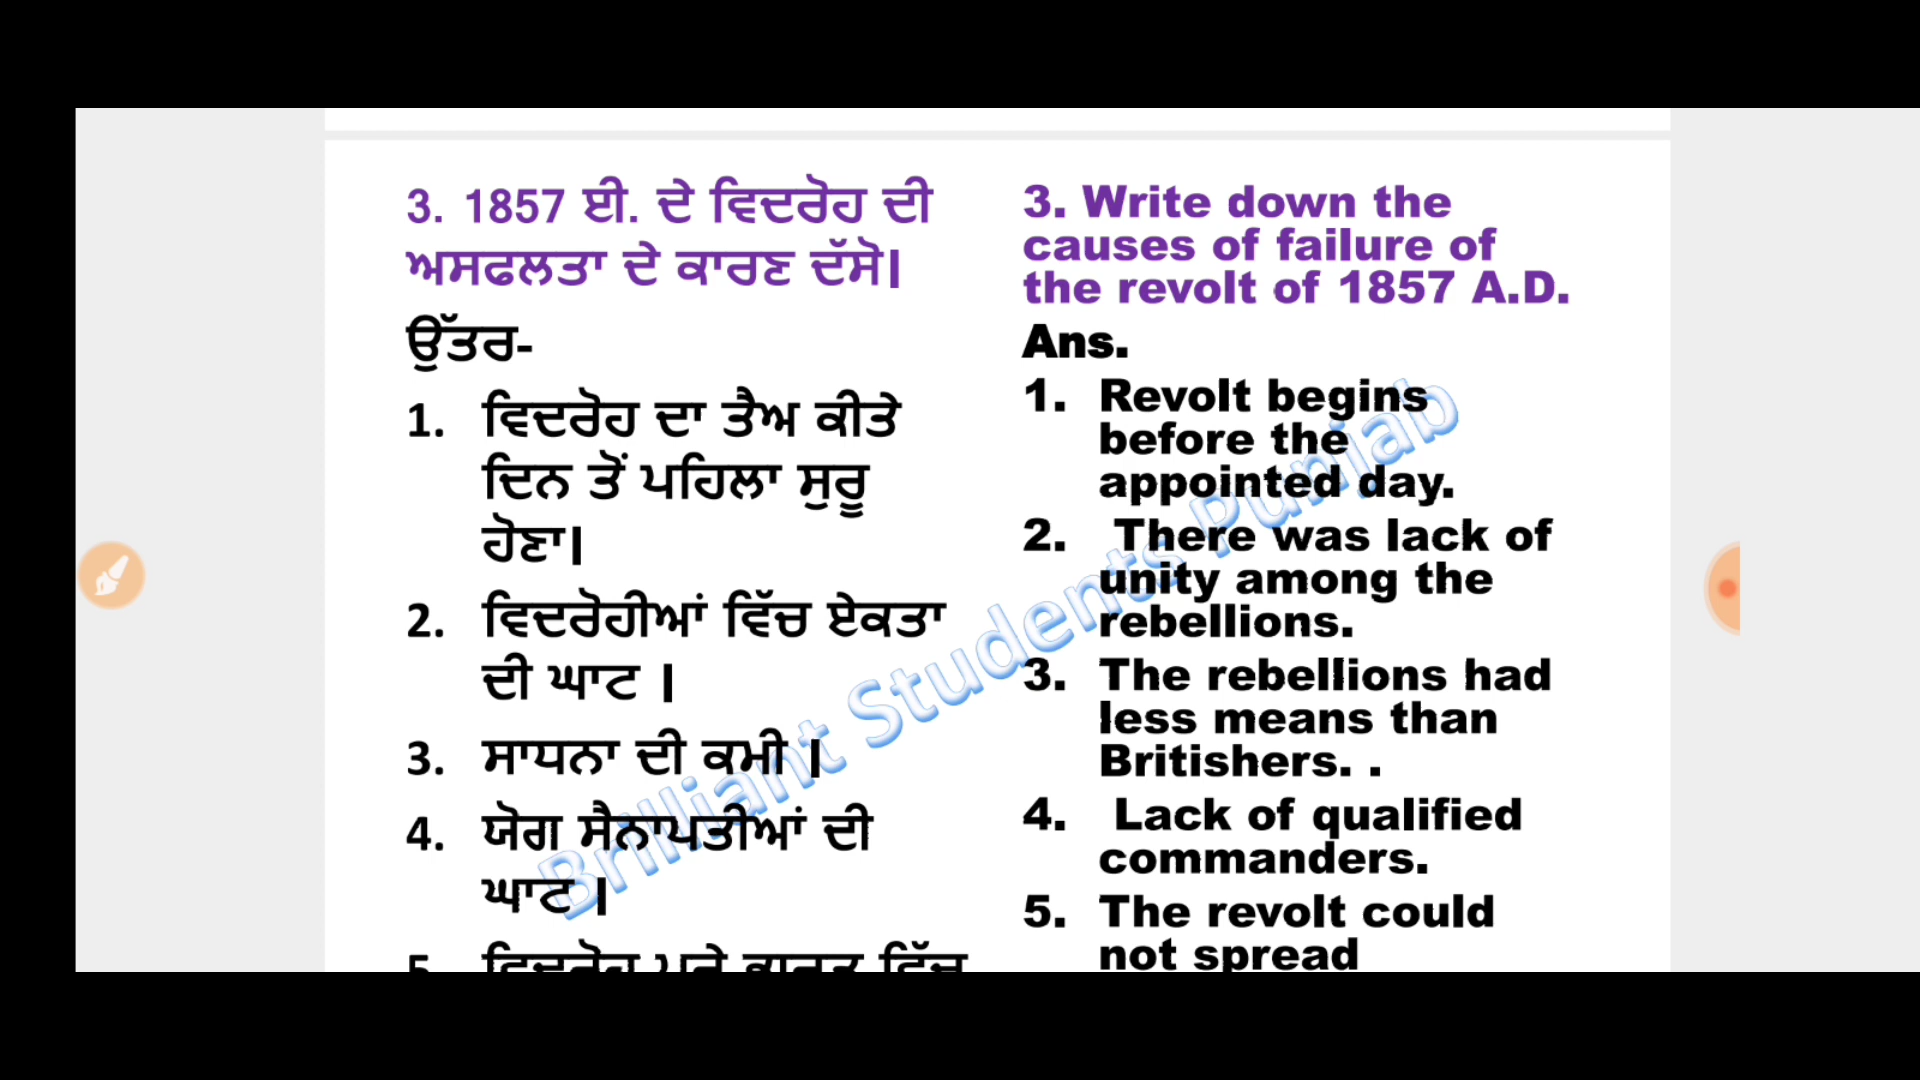 3. 1857 ਈ. ਦੇ ਵਿਦਰੋਹ ਦੀ
ਅਸਫਲਤਾ ਦੇ ਕਾਰਣ ਦੱਸੋ।
ਉੱਤਰ-
1. ਵਿਦਰੋਹ ਦਾ ਤੈਅ ਕੀਤੇ
ਦਿਨ ਤੋਂ ਪਹਿਲਾ ਸੁਰੂ
ਹੋਣਾ।
2. ਵਿਦਰੋਹੀਆਂ ਵਿੱਚ ਏਕਤਾ
ਦੀ ਘਾਟ ।
3. ਸਾਧਨਾ ਦੀ ਕਮੀ ।
4. ਯੋਗ ਸੈਨਾਪਤੀਆਂ ਦੀ
ਘਾਟ ।
5. ਵਿਦਰੋਹ ਪੂਰੇ ਭਾਰਤ ਵਿੱਚ
3. Write down the
causes of failure of
the revolt of 1857 A.D.
Ans.
1. Revolt begins
before the
appointed day.
2. There was lack of
unity among the
rebellions.
3. The rebellions had
less means than
Britishers. .
4. Lack of qualified
commanders.
5. The revolt could
not spread
Brilliant Students Punjab